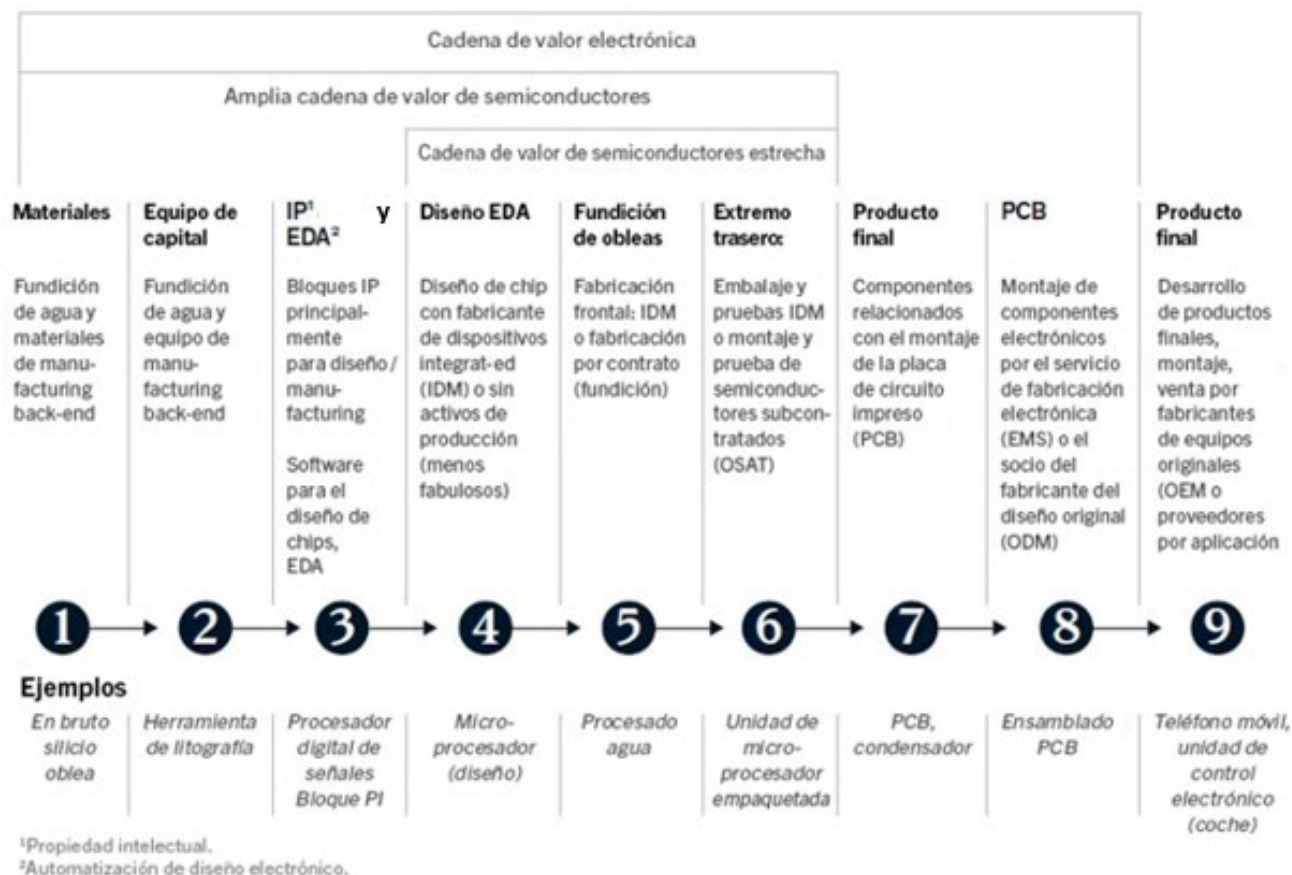 Cadena de valor electrónica
Amplia cadena de valor de semiconductores
Cadena de valor de semiconductores estrecha
Materiales
Fundición
de agua y
materiales
de manu-
facturing
back-end
Equipo de
capital
Fundición
de agua y
equipo de
manu-
facturing
back-end
IP¹ y
EDA²
Bloques IP
principal-
mente
para diseño/
manu-
facturing
Software
para el
diseño de
chips,
EDA
Diseño EDA
Diseño de chip
con fabricante
de dispositivos
integrat-ed
(IDM) o sin
activos de
producción
(menos
fabulosos)
Fundición
de obleas
Fabricación
frontal: IDM
o fabricación
por contrato
(fundición)
Extremo
trasero:
Embalaje y
pruebas IDM
o montaje y
prueba de
semiconduc-
tores subcon-
tratados
(OSAT)
Producto
final
Componentes
relacionados
con el montaje
de la placa
de circuito
impreso
(PCB)
PCB
Montaje de
componentes
electrónicos
por el servicio
de fabricación
electrónica
(EMS) o el
socio del
fabricante del
diseño original
(ODM)
Producto
final
Desarrollo
de productos
finales,
montaje,
venta por
fabricantes
de equipos
originales
(OEM o
proveedores
por aplicación
1 2 3 4 5 6 7 8 9
Ejemplos
En bruto
silicio
oblea
Herramienta
de litografía
Procesador
digital de
señales
Bloque PI
Micro-
procesador
(diseño)
Procesado
agua
Unidad de
micro-
procesador
empaquetada
PCB,
condensador
Ensamblado
PCB
Teléfono móvil,
unidad de
control
electrónico
(coche)
¹Propiedad intelectual.
²Automatización de diseño electrónico.